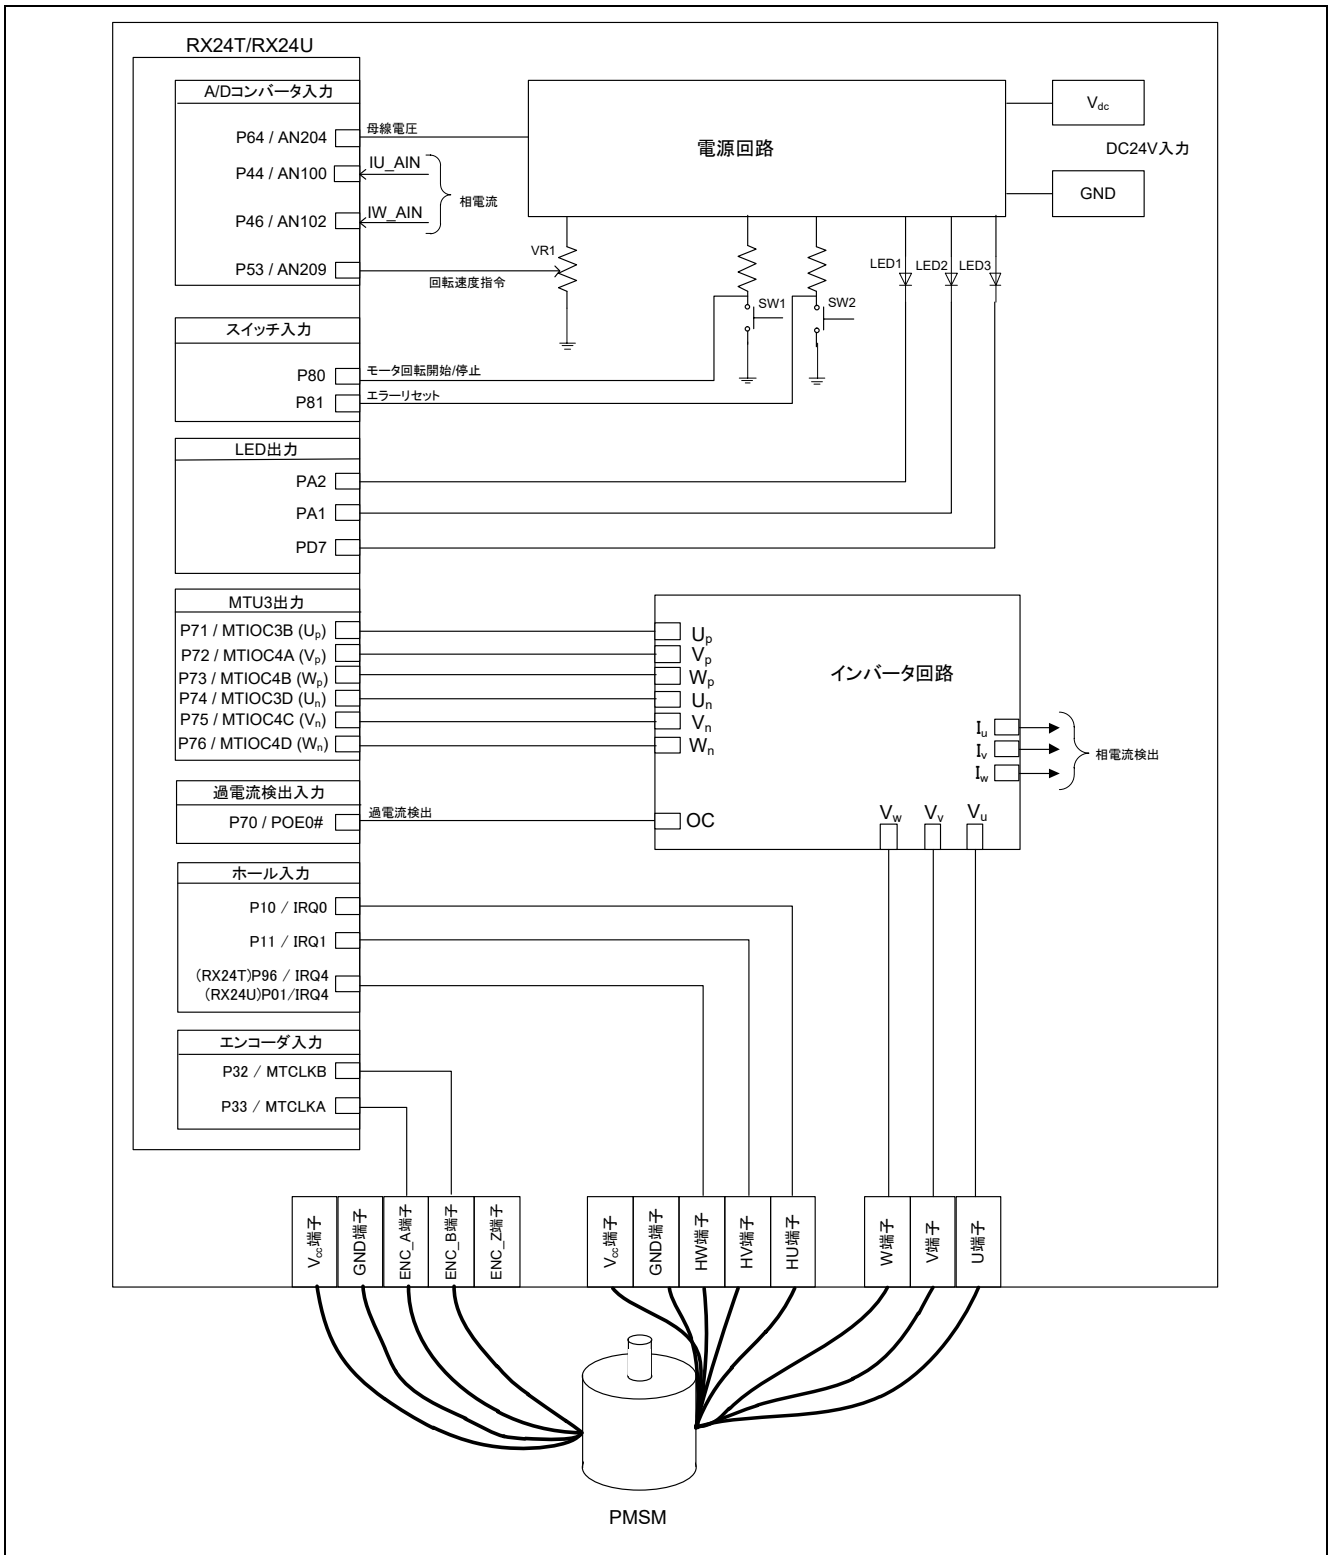 RX24T/RX24U
A/Dコンバータ入力
P64 / AN204
母線電圧
P44 / AN100
IU_AIN
相電流
P46 / AN102
IW_AIN
P53 / AN209
回転速度指令
VR1
電源回路
Vdc
DC24V入力
GND
SW1
SW2
LED1
LED2
LED3
スイッチ入力
P80
モータ回転開始/停止
P81
エラーリセット
LED出力
PA2
PA1
PD7
MTU3出力
P71 / MTIOC3B (Up)
P72 / MTIOC4A (Vp)
P73 / MTIOC4B (Wp)
P74 / MTIOC3D (Un)
P75 / MTIOC4C (Vn)
P76 / MTIOC4D (Wn)
Up
Vp
Wp
Un
Vn
Wn
インバータ回路
Iu
Iv
Iw
相電流検出
過電流検出入力
P70 / POE0#
過電流検出
OC
Vw
Vv
Vu
ホール入力
P10 / IRQ0
P11 / IRQ1
(RX24T)P96 / IRQ4
(RX24U)P01/IRQ4
エンコーダ入力
P32 / MTCLKB
P33 / MTCLKA
Vcc端子
GND端子
ENC_A端子
ENC_B端子
ENC_Z端子
Vcc端子
GND端子
HW端子
HV端子
HU端子
W端子
V端子
U端子
PMSM